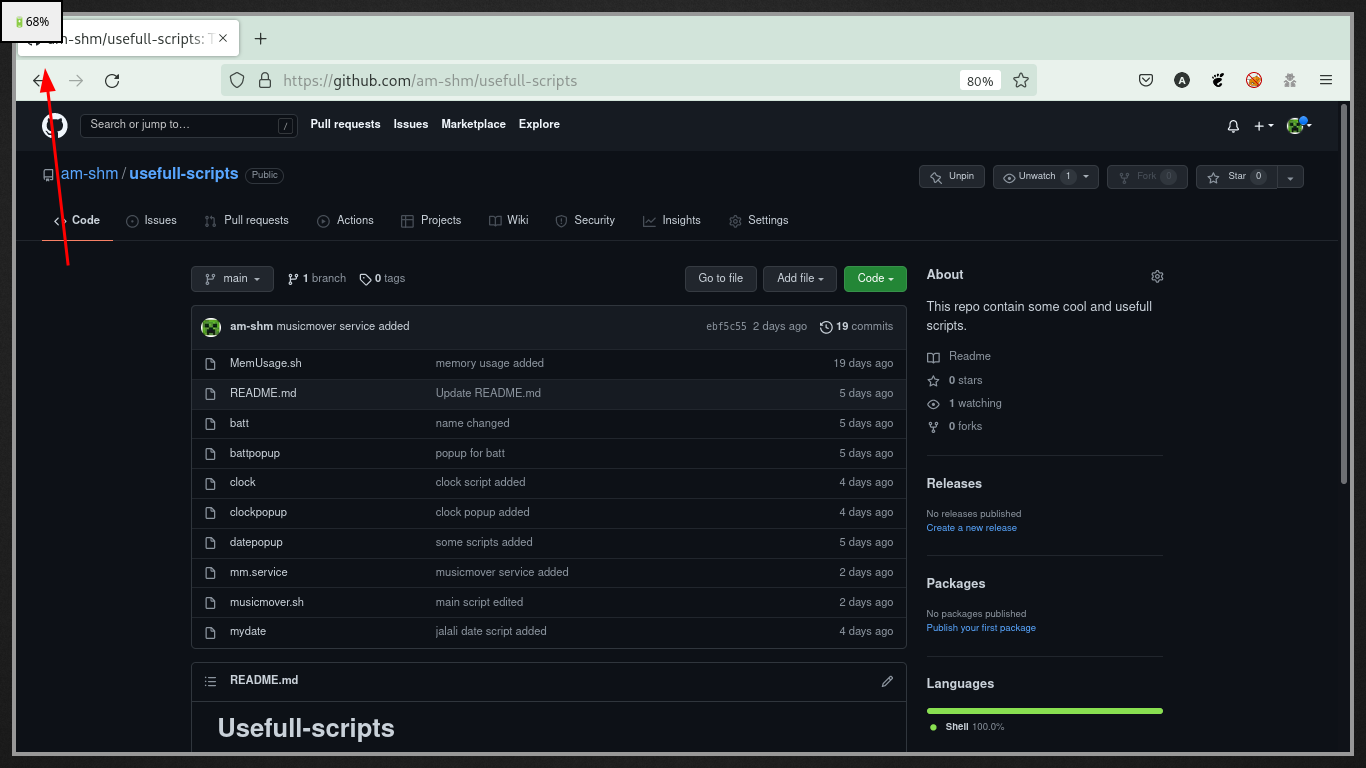 68%
am-shm/usefull-scripts: T
https://github.com/am-shm/usefull-scripts 80%
Search or jump to… / Pull requests Issues Marketplace Explore
am-shm / usefull-scripts Public Unpin Unwatch 1 Fork 0 Star 0
Code Issues Pull requests Actions Projects Wiki Security Insights Settings
main 1 branch 0 tags Go to file Add file Code
am-shm musicmover service added ebf5c55 2 days ago 19 commits
MemUsage.sh memory usage added 19 days ago
README.md Update README.md 5 days ago
batt name changed 5 days ago
battpopup popup for batt 5 days ago
clock clock script added 4 days ago
clockpopup clock popup added 4 days ago
datepopup some scripts added 5 days ago
mm.service musicmover service added 2 days ago
musicmover.sh main script edited 2 days ago
mydate jalali date script added 4 days ago
README.md
Usefull-scripts
About
This repo contain some cool and usefull
scripts.
Readme
0 stars
1 watching
0 forks
Releases
No releases published
Create a new release
Packages
No packages published
Publish your first package
Languages
Shell 100.0%